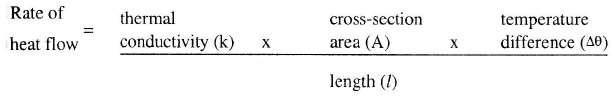 Rate of thermal cross-section temperature
heat flow = conductivity (k) x area (A) x difference (Δθ)
length (l)